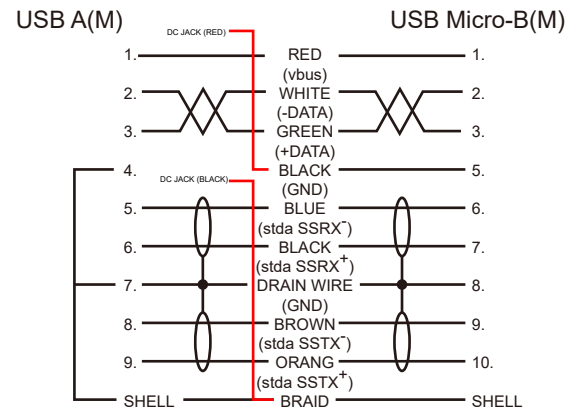 USB A(M)
USB Micro-B(M)
DC JACK (RED)
1.
RED
1.
(vbus)
2.
WHITE
2.
(-DATA)
3.
GREEN
3.
(+DATA)
4.
BLACK
5.
DC JACK (BLACK)
(GND)
5.
BLUE
6.
(stda SSRX-)
6.
BLACK
7.
(stda SSRX+)
7.
DRAIN WIRE
8.
(GND)
8.
BROWN
9.
(stda SSTX-)
9.
ORANG
10.
(stda SSTX+)
SHELL
BRAID
SHELL